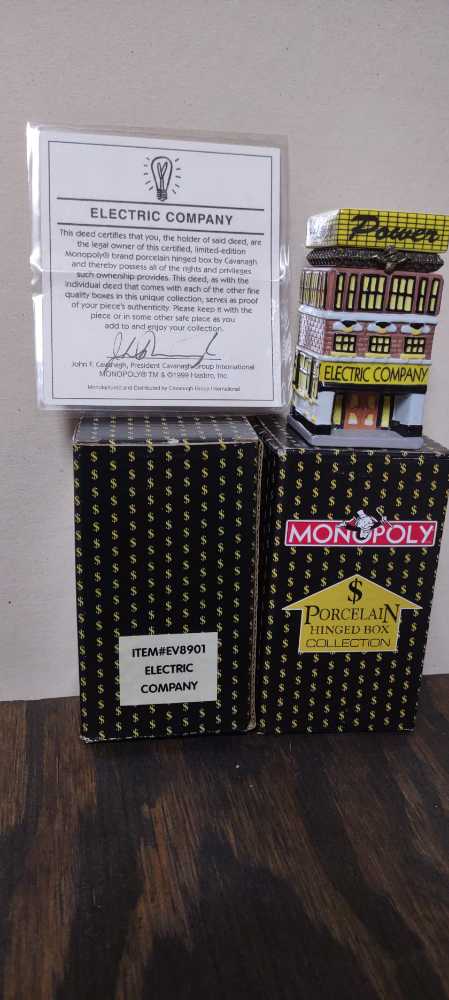 ELECTRIC COMPANY
This deed certifies that you, the holder of said deed, are
the legal owner of this certified, limited-edition
Monopoly® brand porcelain hinged box by Cavanagh
and thereby possess all of the rights and privileges
such ownership provides. This deed, as with the
individual deed that comes with each of the other fine
quality boxes in this unique collection, serves as proof
of your piece's authenticity. Please keep it with the
piece or in some other safe place as you
add to and enjoy your collection.
John F. Cavanagh, President Cavanagh Group International
MONOPOLY® TM & ©1999 Hasbro, Inc.
Manufactured and Distributed by Cavanagh Group International
Power
ELECTRIC COMPANY
ITEM#EV8901
ELECTRIC
COMPANY
MONOPOLY
$
PORCELAIN
HINGED BOX
COLLECTION